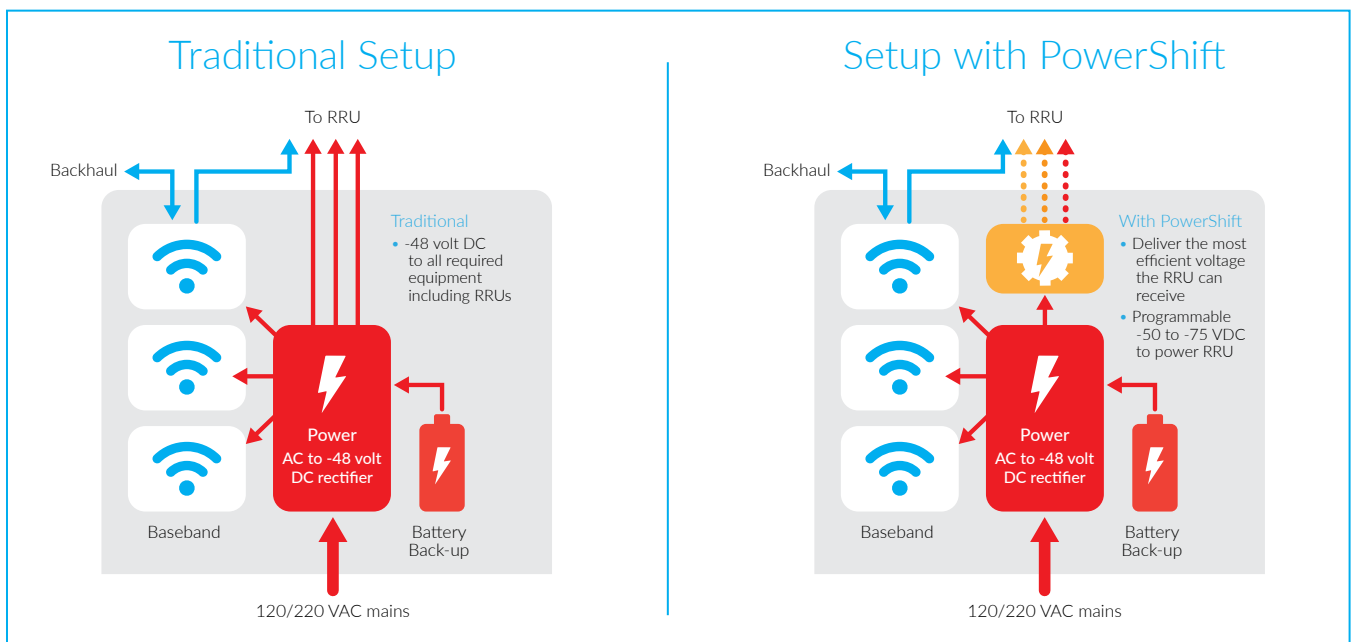 Traditional Setup
To RRU
Backhaul
Traditional
• -48 volt DC
to all required
equipment
including RRUs
Power
AC to -48 volt
DC rectifier
Baseband
Battery
Back-up
120/220 VAC mains
Setup with PowerShift
To RRU
Backhaul
With PowerShift
• Deliver the most
efficient voltage
the RRU can
receive
• Programmable
-50 to -75 VDC
to power RRU
Power
AC to -48 volt
DC rectifier
Baseband
Battery
Back-up
120/220 VAC mains